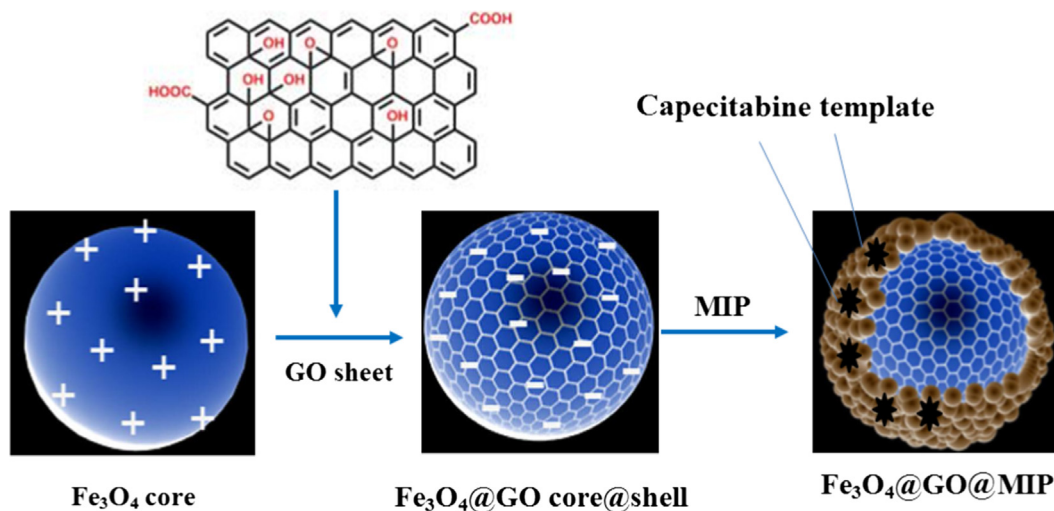 COOH
OH
O
O
HOOC
OH
OH
O
OH
Capecitabine template
MIP
GO sheet
Fe₃O₄ core
Fe₃O₄@GO core@shell
Fe₃O₄@GO@MIP